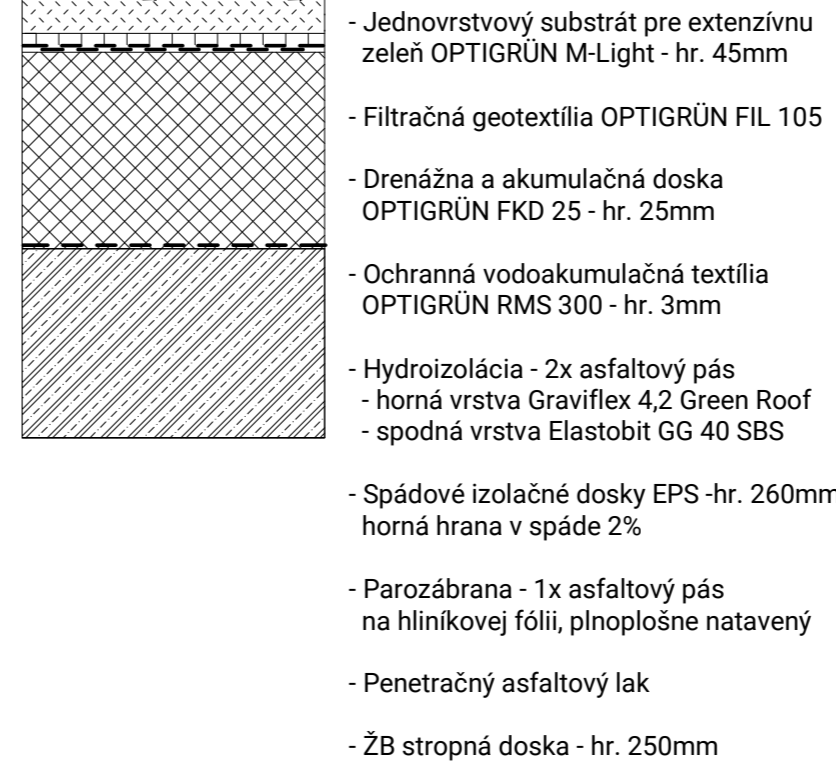 - Jednovrstvový substrát pre extenzívnu
zeleň OPTIGRÜN M-Light - hr. 45mm
- Filtračná geotextília OPTIGRÜN FIL 105
- Drenážna a akumulačná doska
OPTIGRÜN FKD 25 - hr. 25mm
- Ochranná vodoakumulačná textília
OPTIGRÜN RMS 300 - hr. 3mm
- Hydroizolácia - 2x asfaltový pás
- horná vrstva Graviflex 4,2 Green Roof
- spodná vrstva Elastobit GG 40 SBS
- Spádové izolačné dosky EPS -hr. 260mm
horná hrana v spáde 2%
- Parozábrana - 1x asfaltový pás
na hliníkovej fólii, plnoplošne natavený
- Penetračný asfaltový lak
- ŽB stropná doska - hr. 250mm